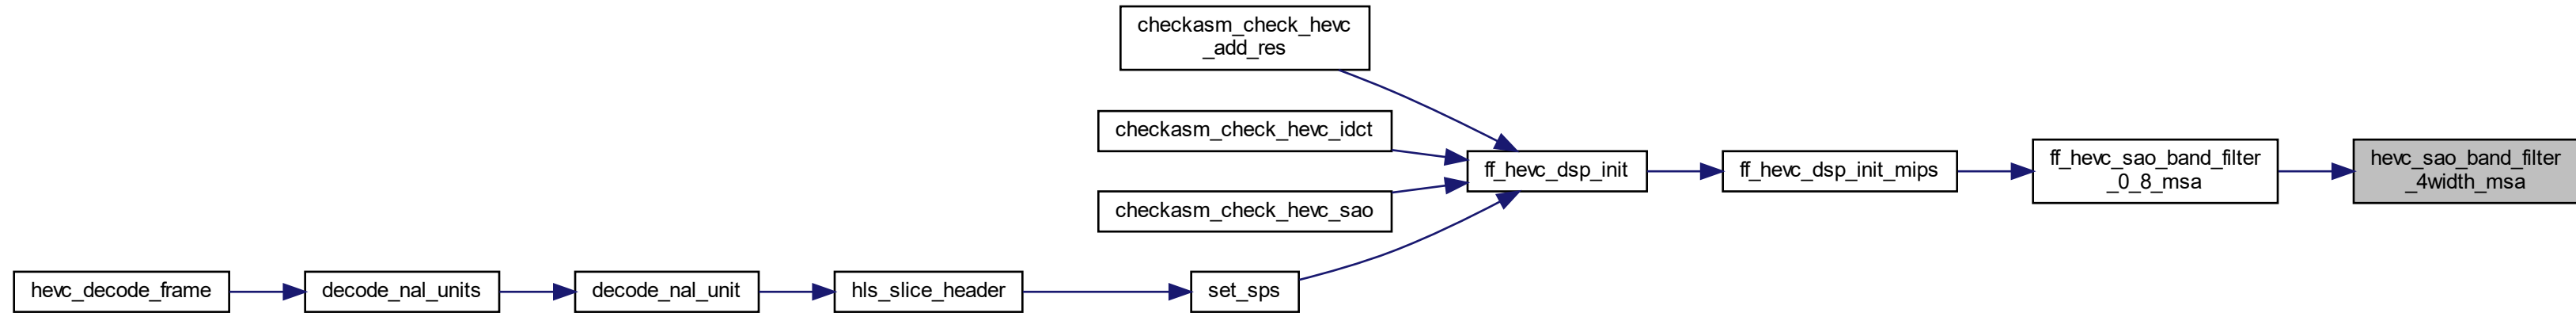 checkasm_check_hevc
_add_res
checkasm_check_hevc_idct
ff_hevc_dsp_init
ff_hevc_dsp_init_mips
ff_hevc_sao_band_filter
_0_8_msa
hevc_sao_band_filter
_4width_msa
checkasm_check_hevc_sao
hevc_decode_frame
decode_nal_units
decode_nal_unit
hls_slice_header
set_sps